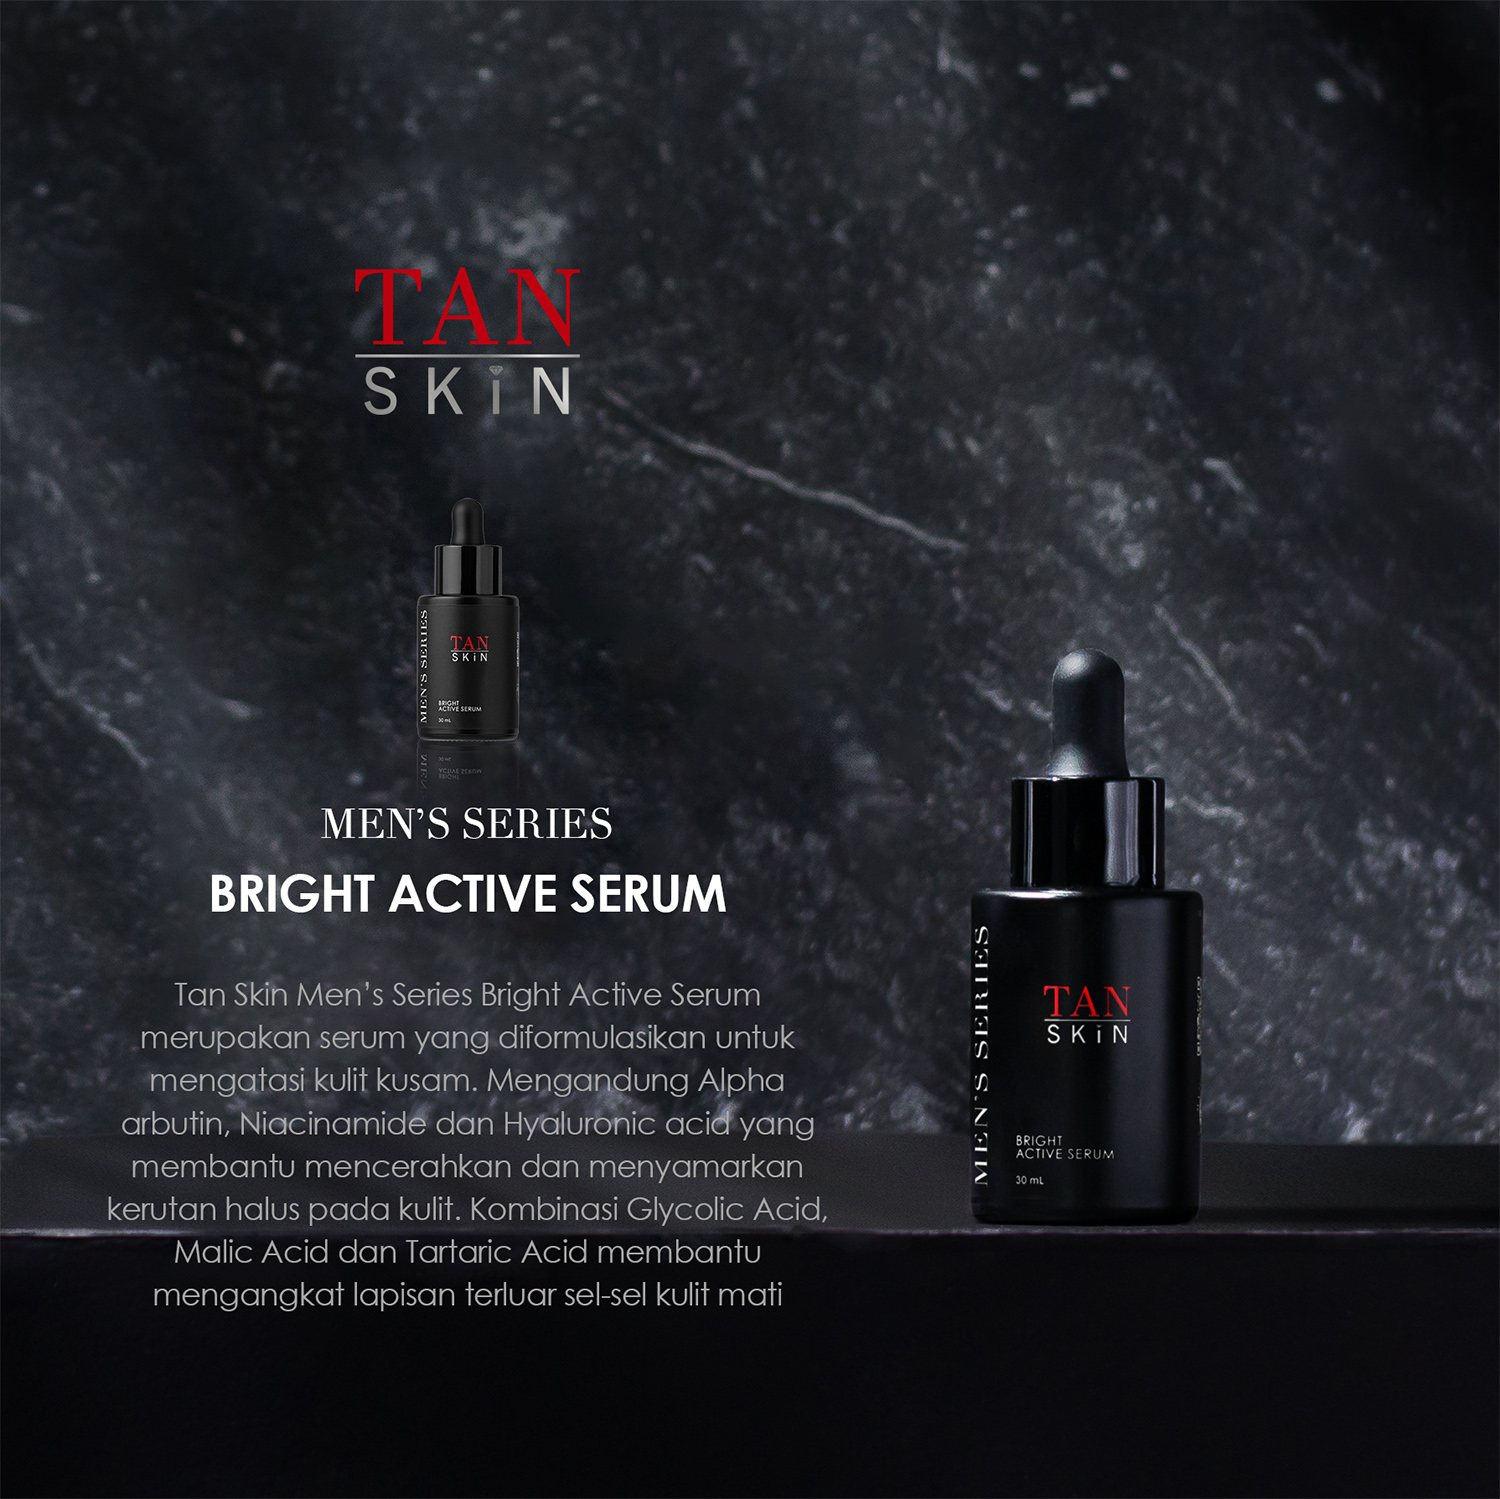 TAN
SKiN
MEN'S SERIES
TAN
SKiN
BRIGHT
ACTIVE SERUM
30 mL
MEN'S SERIES
BRIGHT ACTIVE SERUM
Tan Skin Men's Series Bright Active Serum
merupakan serum yang diformulasikan untuk
mengatasi kulit kusam. Mengandung Alpha
arbutin, Niacinamide dan Hyaluronic acid yang
membantu mencerahkan dan menyamarkan
kerutan halus pada kulit. Kombinasi Glycolic Acid,
Malic Acid dan Tartaric Acid membantu
mengangkat lapisan terluar sel-sel kulit mati
MEN'S SERIES
TAN
SKiN
BRIGHT
ACTIVE SERUM
30 mL